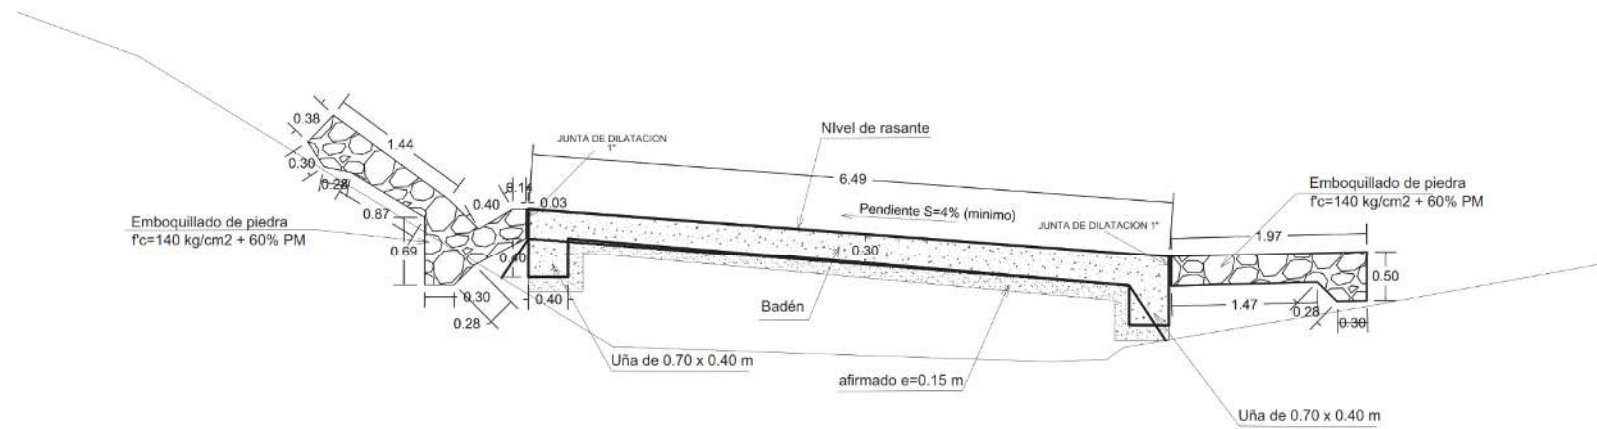 0.38
1.44
0.30
0.28
0.87
0.40
0.14
0.03
JUNTA DE DILATACION
1"
NIvel de rasante
6.49
Pendiente S=4% (minimo)
JUNTA DE DILATACION 1"
Emboquillado de piedra
f'c=140 kg/cm2 + 60% PM
Emboquillado de piedra
f'c=140 kg/cm2 + 60% PM
0.69
0.30
0.28
0.40
0.40
0.30
Badén
1.97
0.50
1.47
0.28
0.30
Uña de 0.70 x 0.40 m
afirmado e=0.15 m
Uña de 0.70 x 0.40 m